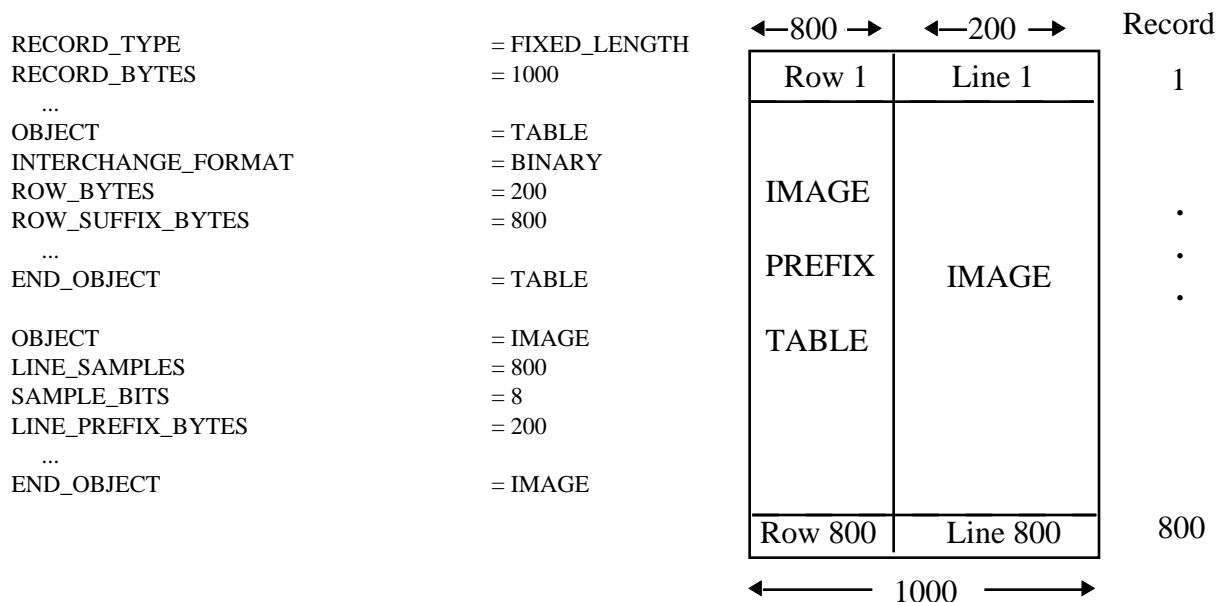 RECORD_TYPE = FIXED_LENGTH
RECORD_BYTES = 1000
...
OBJECT = TABLE
INTERCHANGE_FORMAT = BINARY
ROW_BYTES = 200
ROW_SUFFIX_BYTES = 800
...
END_OBJECT = TABLE
OBJECT = IMAGE
LINE_SAMPLES = 800
SAMPLE_BITS = 8
LINE_PREFIX_BYTES = 200
...
END_OBJECT = IMAGE
800 200 Record
Row 1 Line 1 1
IMAGE
PREFIX
TABLE
IMAGE
.
.
.
Row 800 Line 800 800
1000